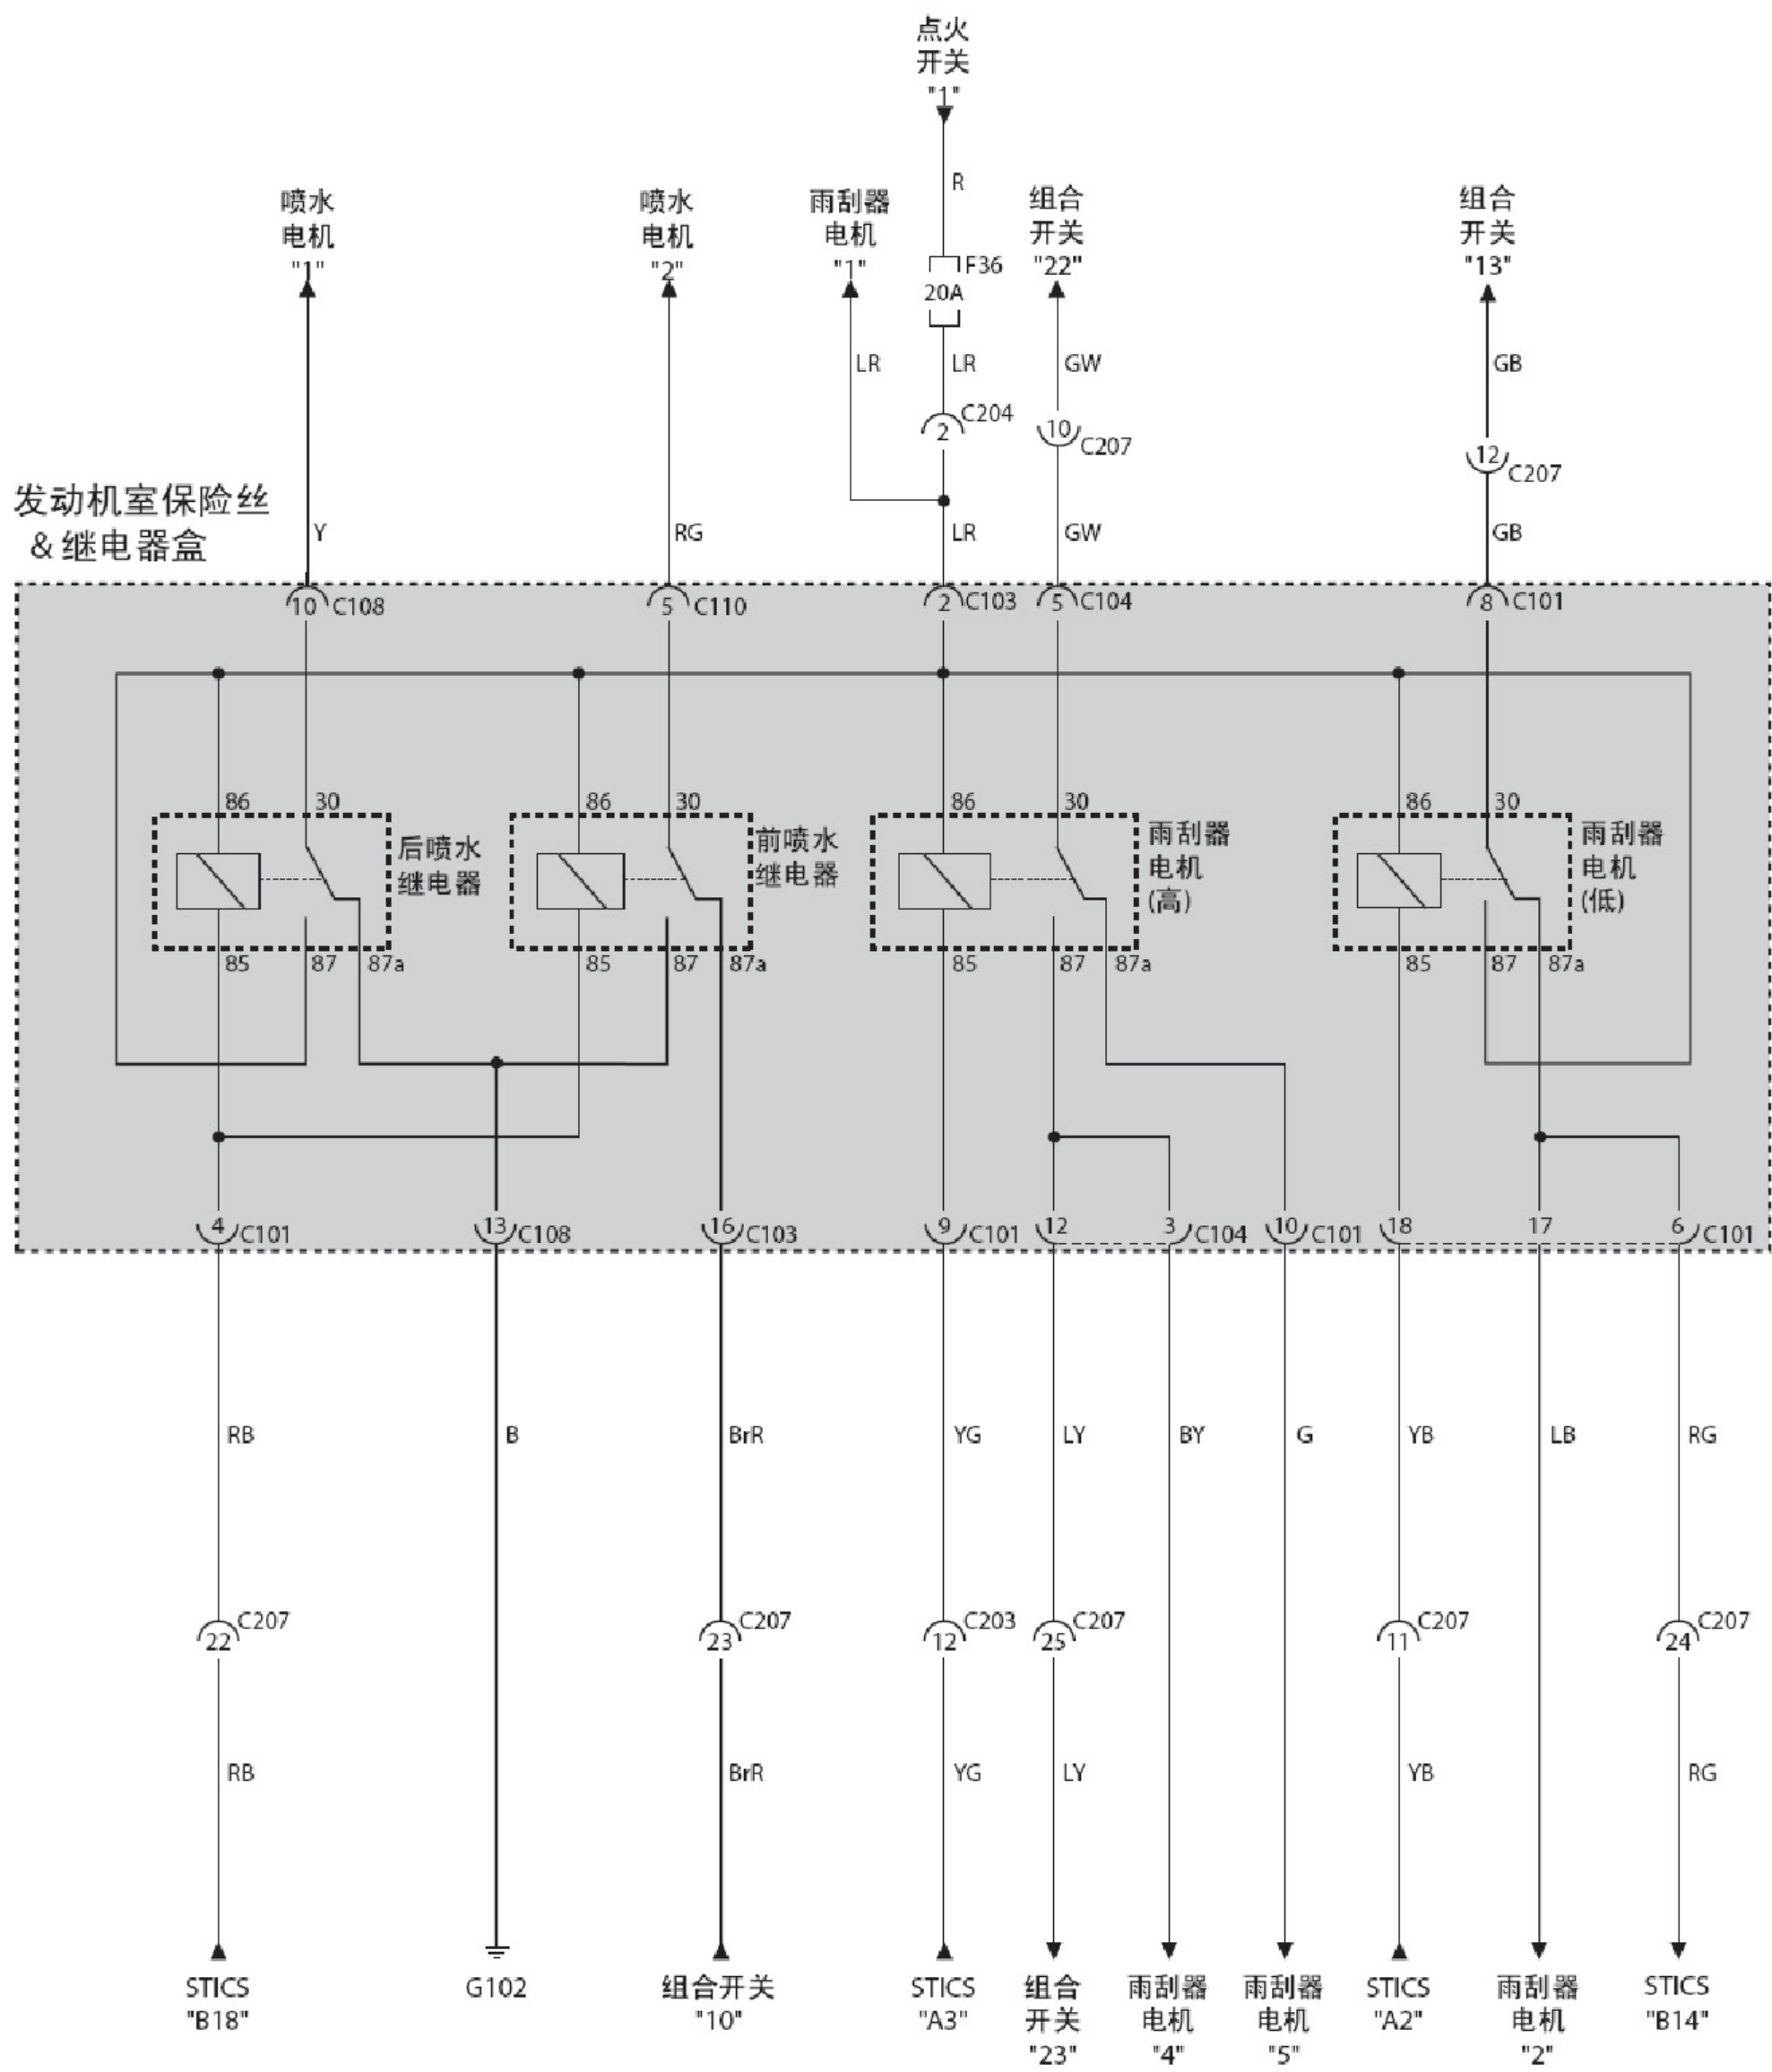 点火
开关
"1"
R
喷水
电机
"1"
喷水
电机
"2"
雨刮器
电机
"1"
F36
20A
组合
开关
"22"
组合
开关
"13"
LR
LR
GW
GB
C204
2
10
C207
12
C207
发动机室保险丝
&继电器盒
Y
RG
LR
GW
GB
10 C108
5 C110
2 C103
5 C104
8 C101
86 30
86 30
86 30
86 30
后喷水
继电器
前喷水
继电器
雨刮器
电机
(高)
雨刮器
电机
(低)
85 87 87a
85 87 87a
85 87 87a
85 87 87a
4 C101
13 C108
16 C103
9 C101
12
3 C104
10 C101
18
17
6 C101
RB
B
BrR
YG
LY
BY
G
YB
LB
RG
C207
22
C207
23
C203
12
C207
25
C207
11
C207
24
RB
BrR
YG
LY
YB
RG
STICS
"B18"
G102
组合开关
"10"
STICS
"A3"
组合
开关
"23"
雨刮器
电机
"4"
雨刮器
电机
"5"
STICS
"A2"
雨刮器
电机
"2"
STICS
"B14"